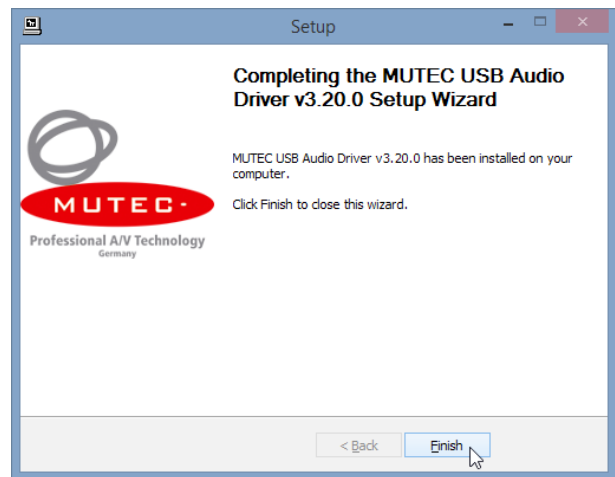 Setup
Completing the MUTEC USB Audio
Driver v3.20.0 Setup Wizard
MUTEC USB Audio Driver v3.20.0 has been installed on your
computer.
Click Finish to close this wizard.
MUTEC
Professional A/V Technology
Germany
< Back
Finish